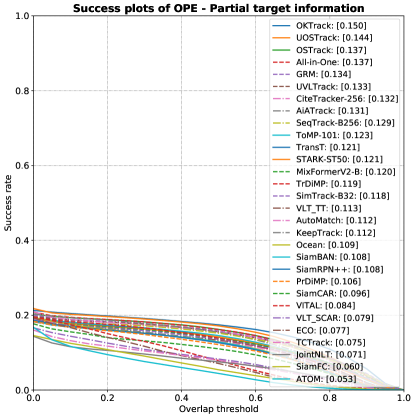 Success plots of OPE - Partial target information
OKTrack: [0.150]
UOSTrack: [0.144]
OSTrack: [0.137]
All-in-One: [0.137]
GRM: [0.134]
UVLTrack: [0.133]
CiteTracker-256: [0.132]
AiATrack: [0.131]
SeqTrack-B256: [0.129]
ToMP-101: [0.123]
TransT: [0.121]
STARK-ST50: [0.121]
MixFormerV2-B: [0.120]
TrDiMP: [0.119]
SimTrack-B32: [0.118]
VLT_TT: [0.113]
AutoMatch: [0.112]
KeepTrack: [0.112]
Ocean: [0.109]
SiamBAN: [0.108]
SiamRPN++: [0.108]
PrDiMP: [0.106]
SiamCAR: [0.096]
VITAL: [0.084]
VLT_SCAR: [0.079]
ECO: [0.077]
TCTrack: [0.075]
JointNLT: [0.071]
SiamFC: [0.060]
ATOM: [0.053]
Success rate
1.0
0.8
0.6
0.4
0.2
0.0
0.0 0.2 0.4 0.6 0.8 1.0
Overlap threshold